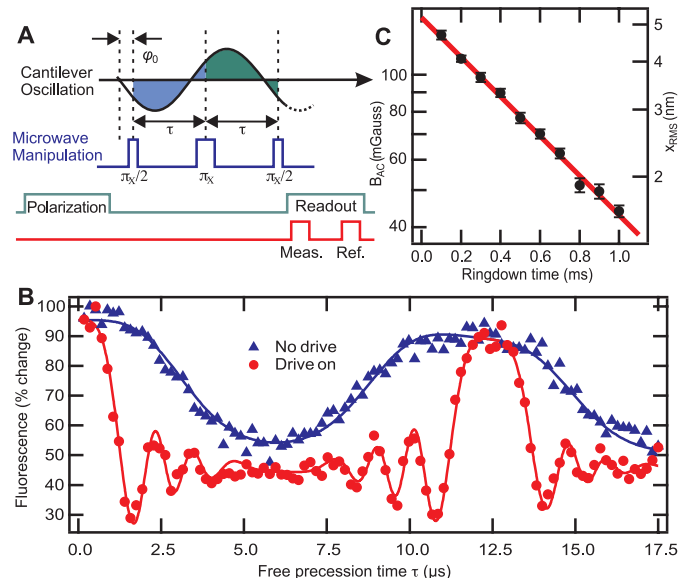 A
φ0
Cantilever
Oscillation
τ
τ
Microwave
Manipulation
πX/2
πX
πX/2
Polarization
Readout
Meas.
Ref.
C
BAC (mGauss)
100
80
60
40
xRMS (nm)
5
4
3
2
0.0
0.2
0.4
0.6
0.8
1.0
Ringdown time (ms)
B
Fluorescence (% change)
100
90
80
70
60
50
40
30
No drive
Drive on
0.0
2.5
5.0
7.5
10.0
12.5
15.0
17.5
Free precession time τ (μs)